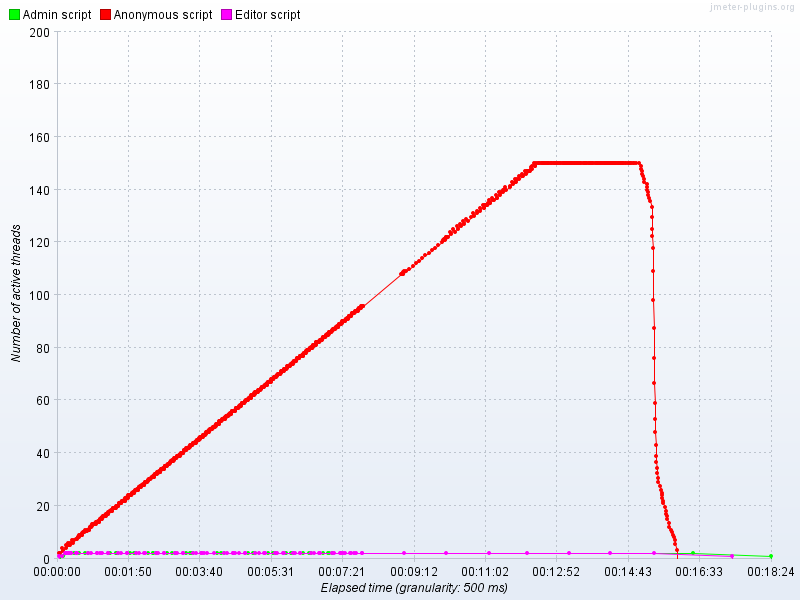 jmeter-plugins.org
Admin script Anonymous script Editor script
200
180
160
140
120
100
80
60
40
20
0
Number of active threads
00:00:00 00:01:50 00:03:40 00:05:31 00:07:21 00:09:12 00:11:02 00:12:52 00:14:43 00:16:33 00:18:24
Elapsed time (granularity: 500 ms)